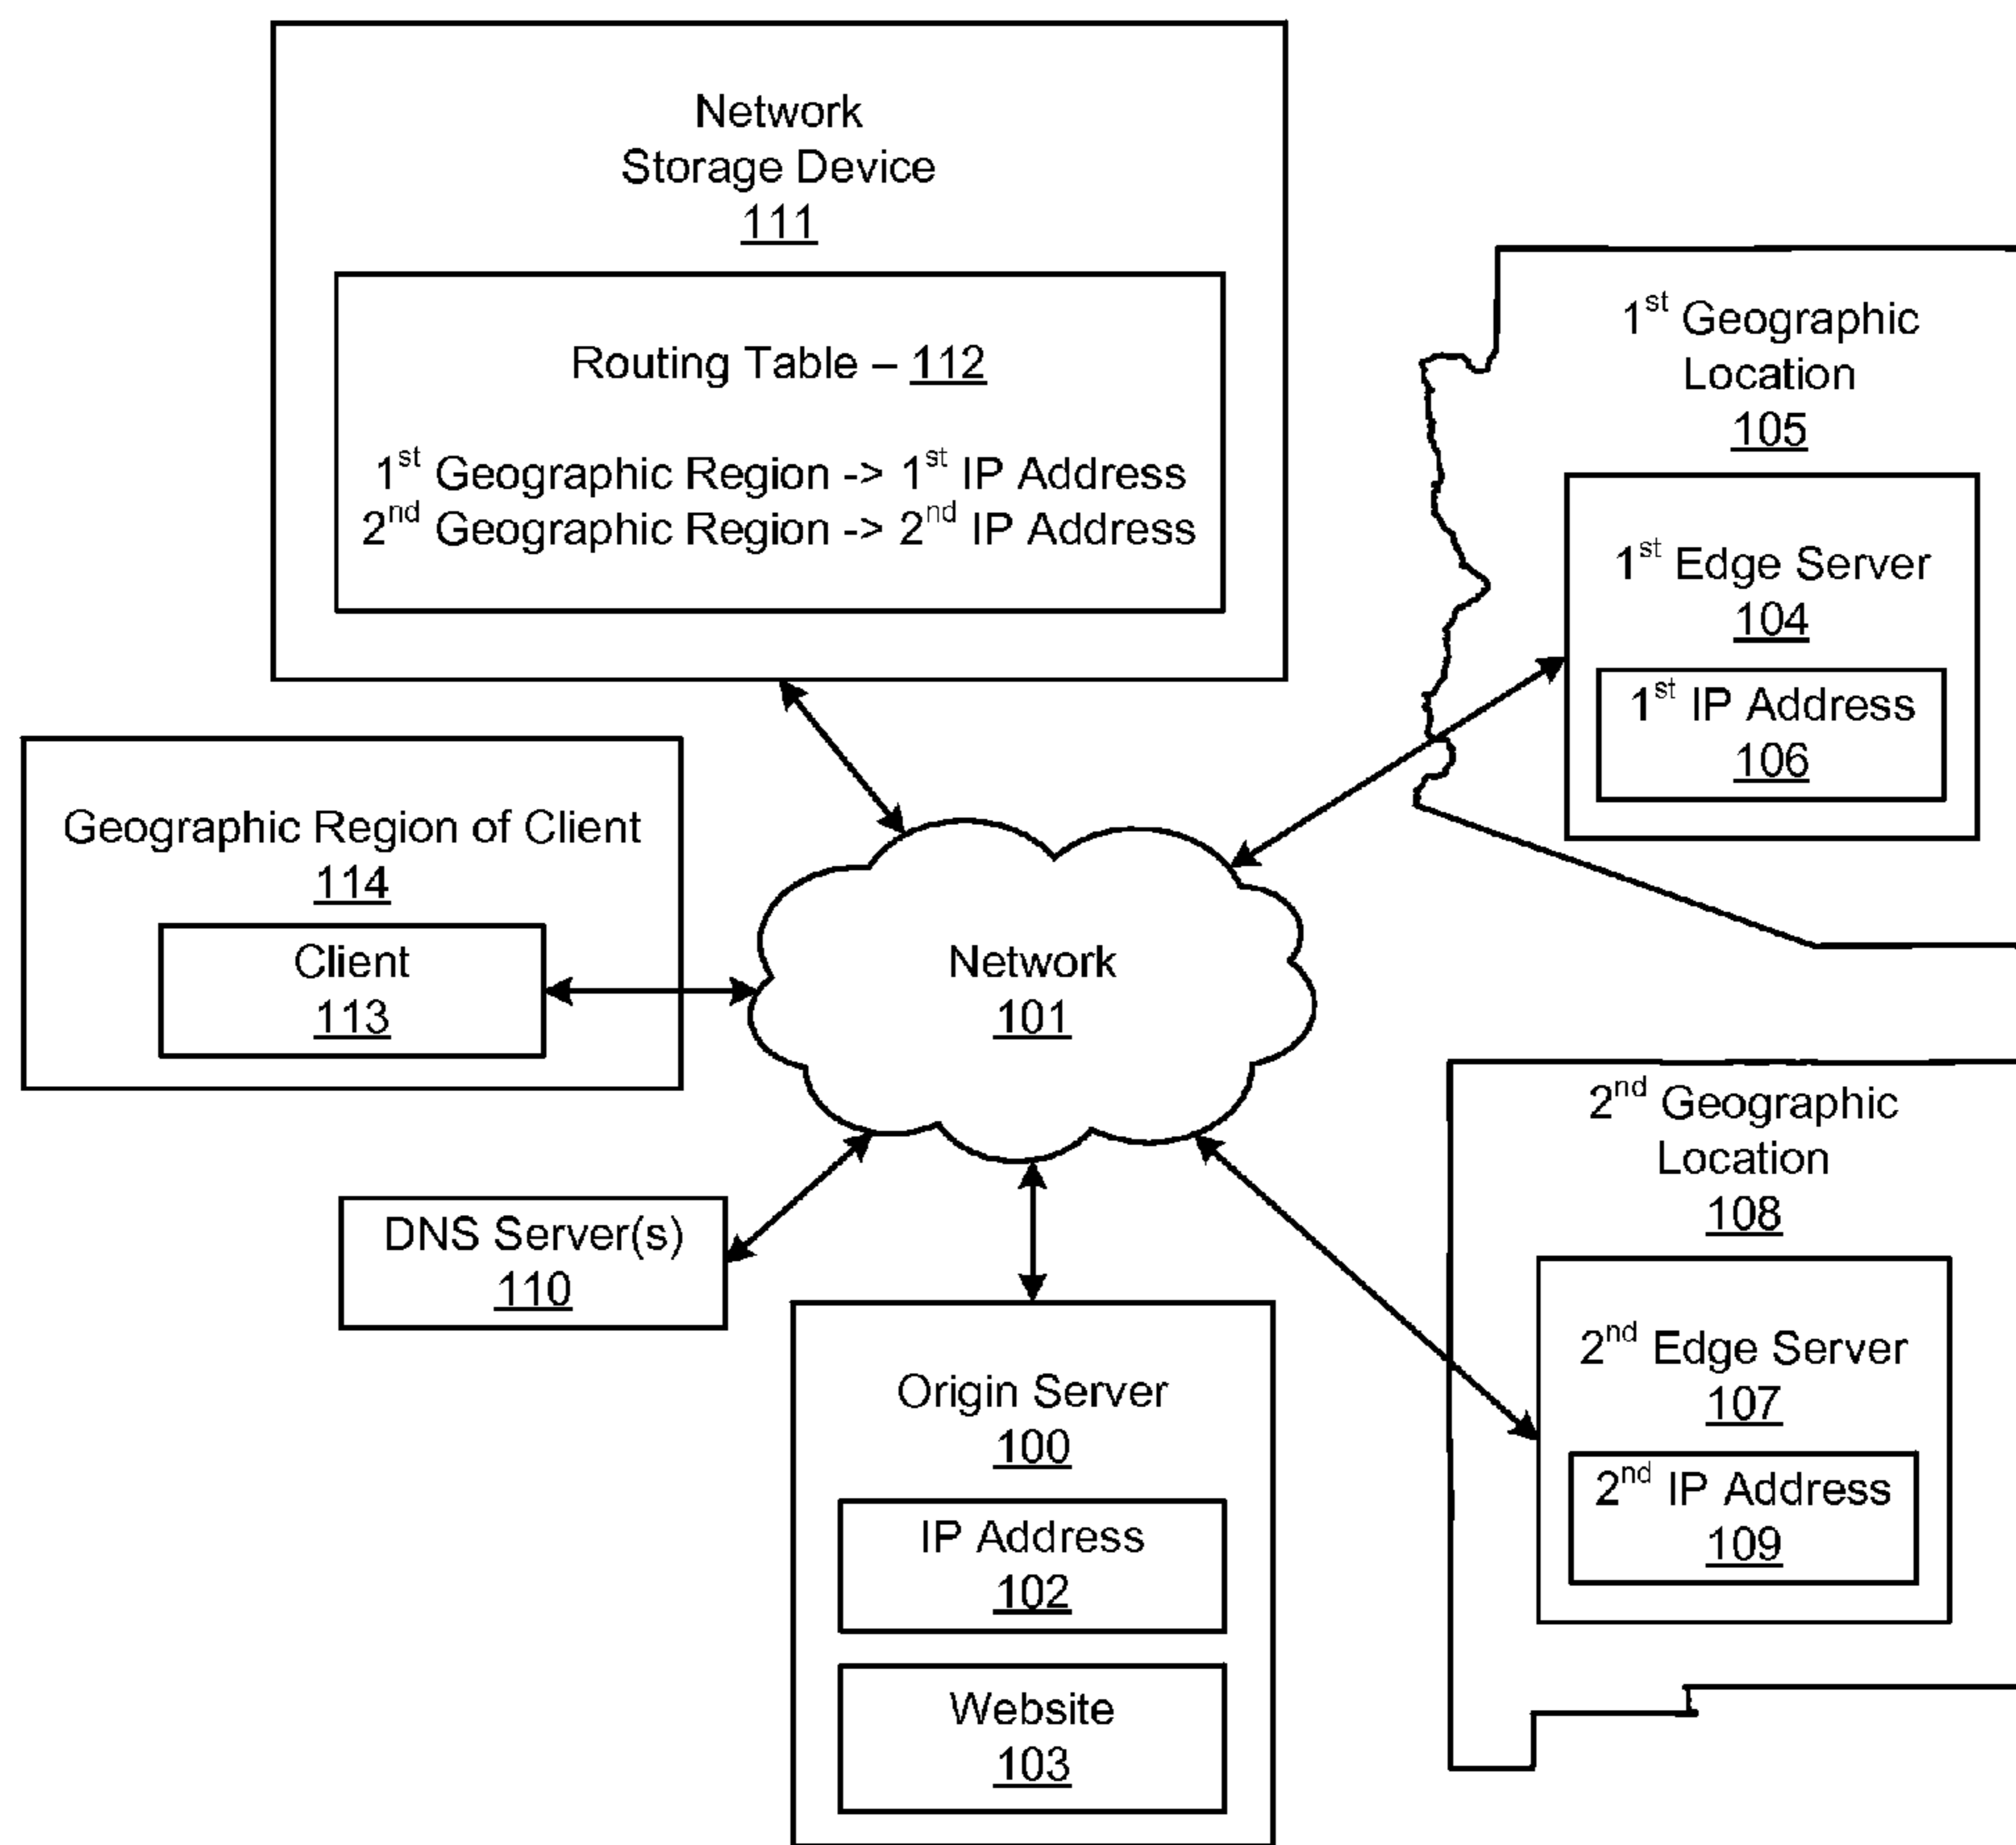 Network
Storage Device
111
Routing Table – 112
1st Geographic Region -> 1st IP Address
2nd Geographic Region -> 2nd IP Address
1st Geographic
Location
105
1st Edge Server
104
1st IP Address
106
Geographic Region of Client
114
Client
113
Network
101
2nd Geographic
Location
108
2nd Edge Server
107
2nd IP Address
109
DNS Server(s)
110
Origin Server
100
IP Address
102
Website
103